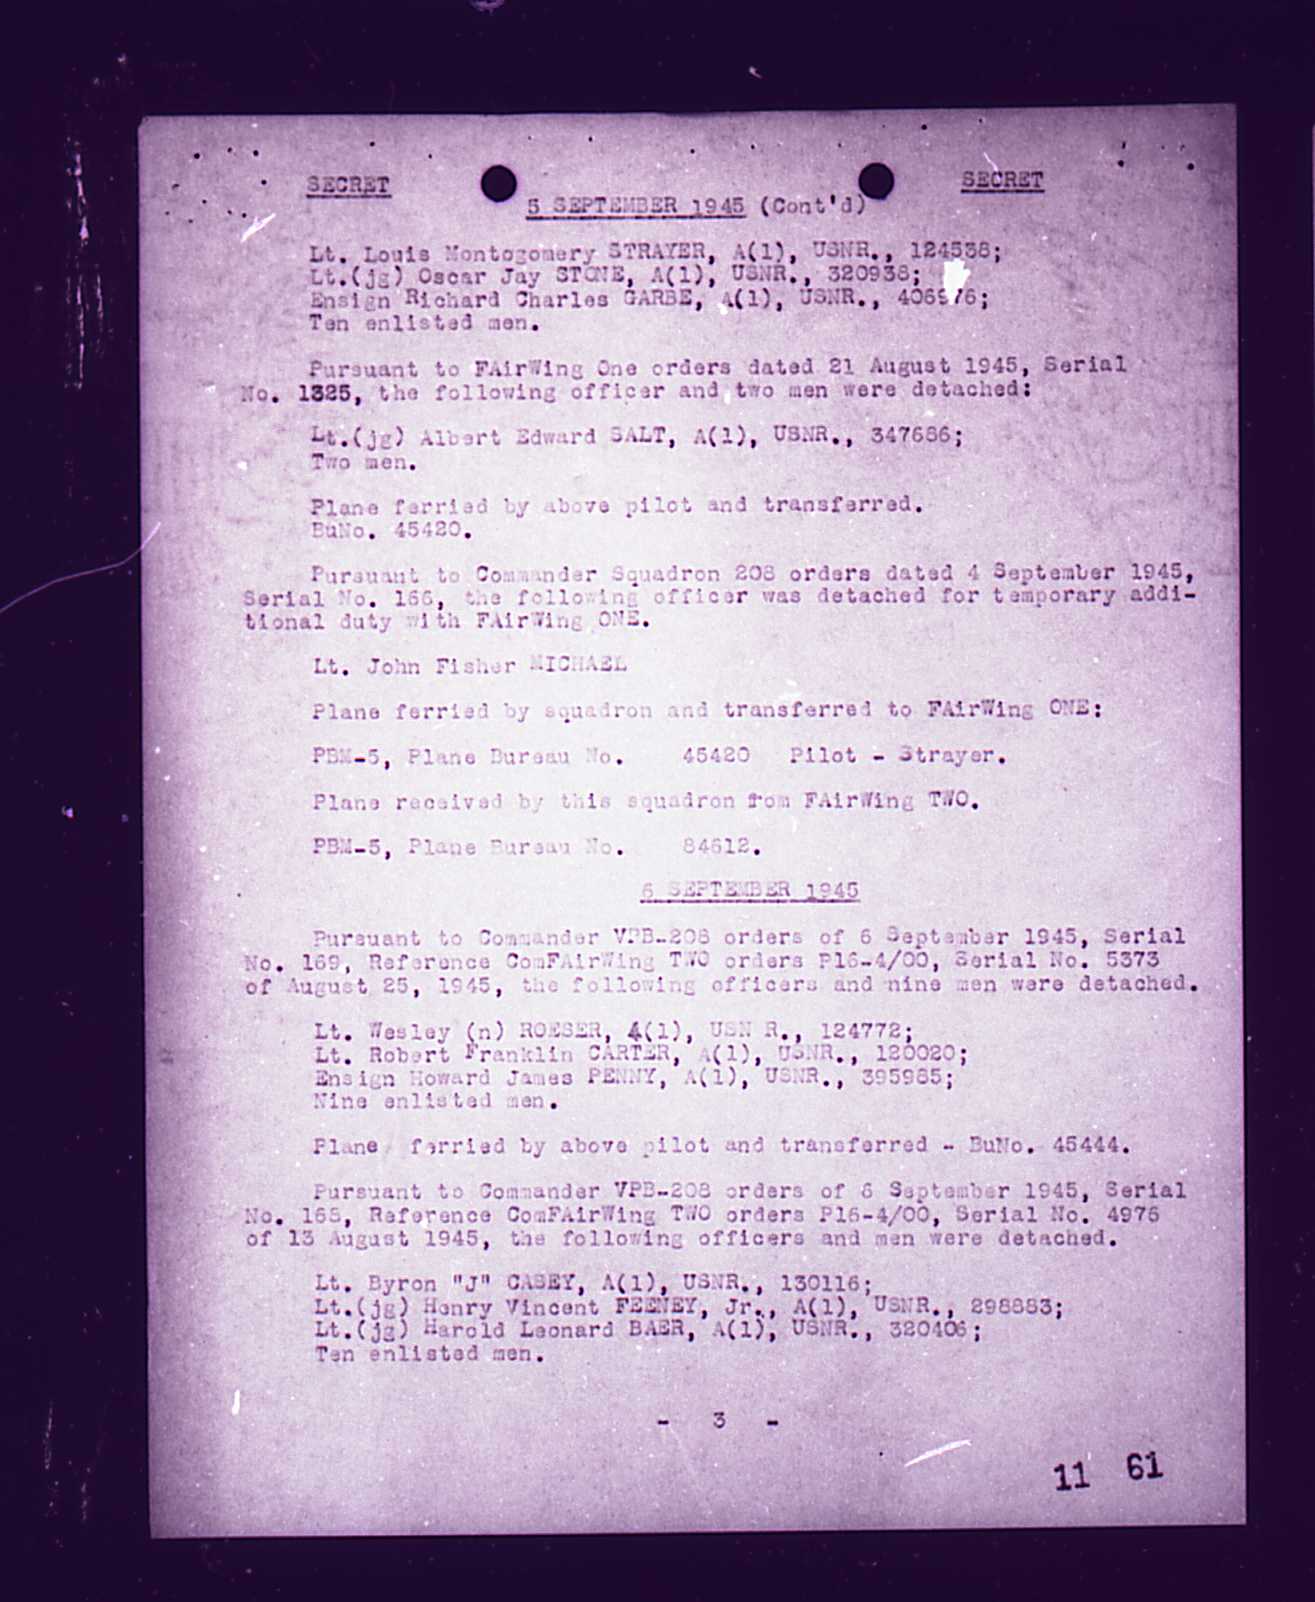 SECRET
SECRET
5 SEPTEMBER 1945 (Cont'd)
Lt. Louis Montogomery STRAYER, A(1), USNR., 124538;
Lt.(jg) Oscar Jay STONE, A(1), USNR., 320938;
Ensign Richard Charles GARBE, A(1), USNR., 406976;
Ten enlisted men.
Pursuant to FAirWing One orders dated 21 August 1945, Serial
No. 1325, the following officer and two men were detached:
Lt.(jg) Albert Edward SALT, A(1), USNR., 347686;
Two men.
Plane ferried by above pilot and transferred.
BuNo. 45420.
Pursuant to Commander Squadron 208 orders dated 4 September 1945,
Serial No. 166, the following officer was detached for temporary addi-
tional duty with FAirWing ONE.
Lt. John Fisher MICHAEL
Plane ferried by squadron and transferred to FAirWing ONE:
PBM-5, Plane Bureau No. 45420 Pilot - Strayer.
Plane received by this squadron from FAirWing TWO.
PBM-5, Plane Bureau No. 84612.
6 SEPTEMBER 1945
Pursuant to Commander VPB-208 orders of 6 September 1945, Serial
No. 169, Reference ComFAirWing TWO orders P16-4/OO, Serial No. 5373
of August 25, 1945, the following officers and nine men were detached.
Lt. Wesley (n) ROESER, 4(1), USN R., 124772;
Lt. Robert Franklin CARTER, A(1), USNR., 120020;
Ensign Howard James PENNY, A(1), USNR., 395985;
Nine enlisted men.
Plane ferried by above pilot and transferred - BuNo. 45444.
Pursuant to Commander VPB-208 orders of 6 September 1945, Serial
No. 168, Reference ComFAirWing TWO orders P16-4/OO, Serial No. 4976
of 13 August 1945, the following officers and men were detached.
Lt. Byron "J" CASEY, A(1), USNR., 130116;
Lt.(jg) Henry Vincent FEENEY, Jr., A(1), USNR., 298883;
Lt.(jg) Harold Leonard BAER, A(1), USNR., 320406;
Ten enlisted men.
- 3 -
11 61